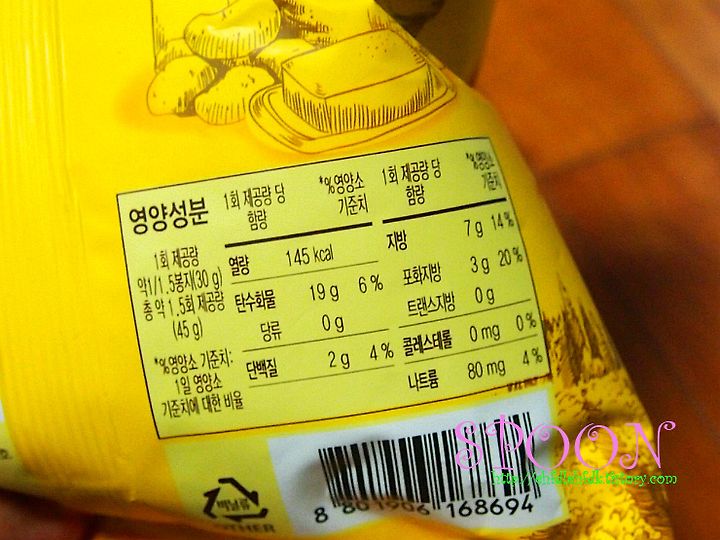 영양성분
1회 제공량
약1/1.5봉지(30 g)
총 약 1.5회 제공량
(45 g)
*%영양소 기준치:
1일 영양소
기준치에 대한 비율
1회 제공량 당
함량
*%영양소
기준치
열량 145 kcal
탄수화물 19 g 6 %
당류 0 g
단백질 2 g 4 %
1회 제공량 당
함량
*%영양소
기준치
지방 7 g 14 %
포화지방 3 g 20 %
트랜스지방 0 g
콜레스테롤 0 mg 0 %
나트륨 80 mg 4 %
비닐류
OTHER
8 801906 168694
SPOON